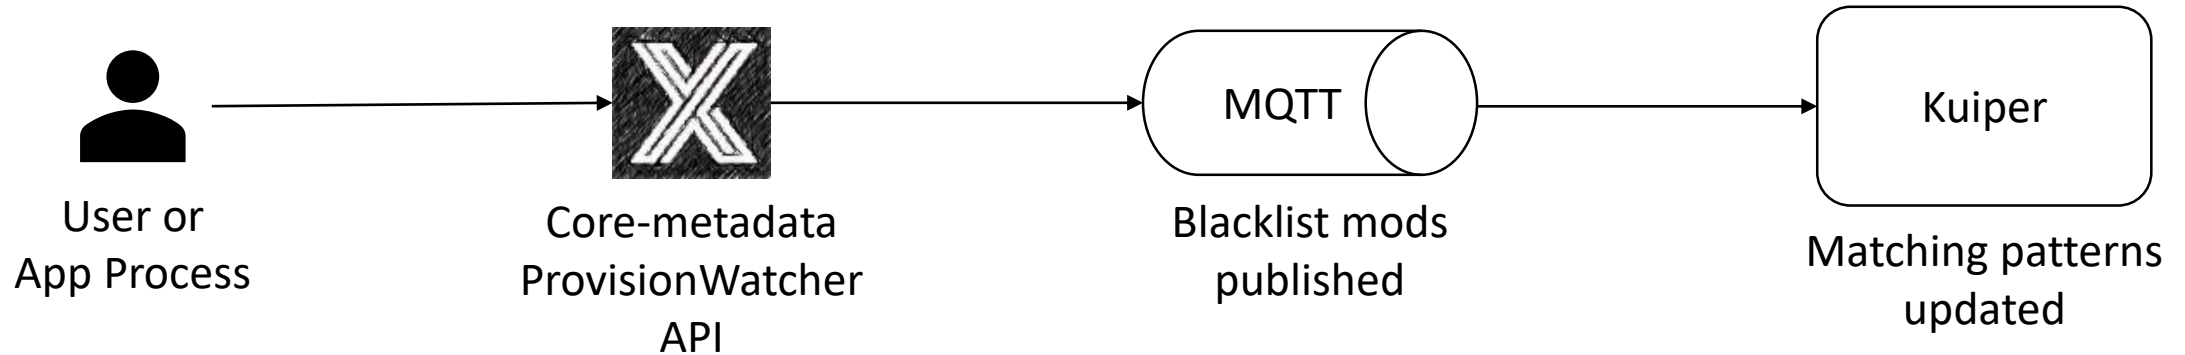 User or
App Process
Core-metadata
ProvisionWatcher
API
MQTT
Blacklist mods
published
Kuiper
Matching patterns
updated